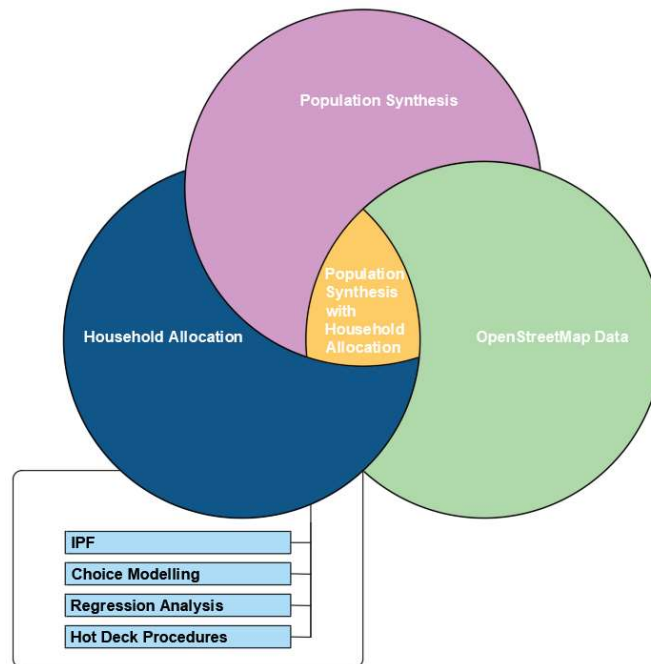 Population Synthesis
Population
Synthesis
with
Household
Allocation
Household Allocation
OpenStreetMap Data
IPF
Choice Modelling
Regression Analysis
Hot Deck Procedures